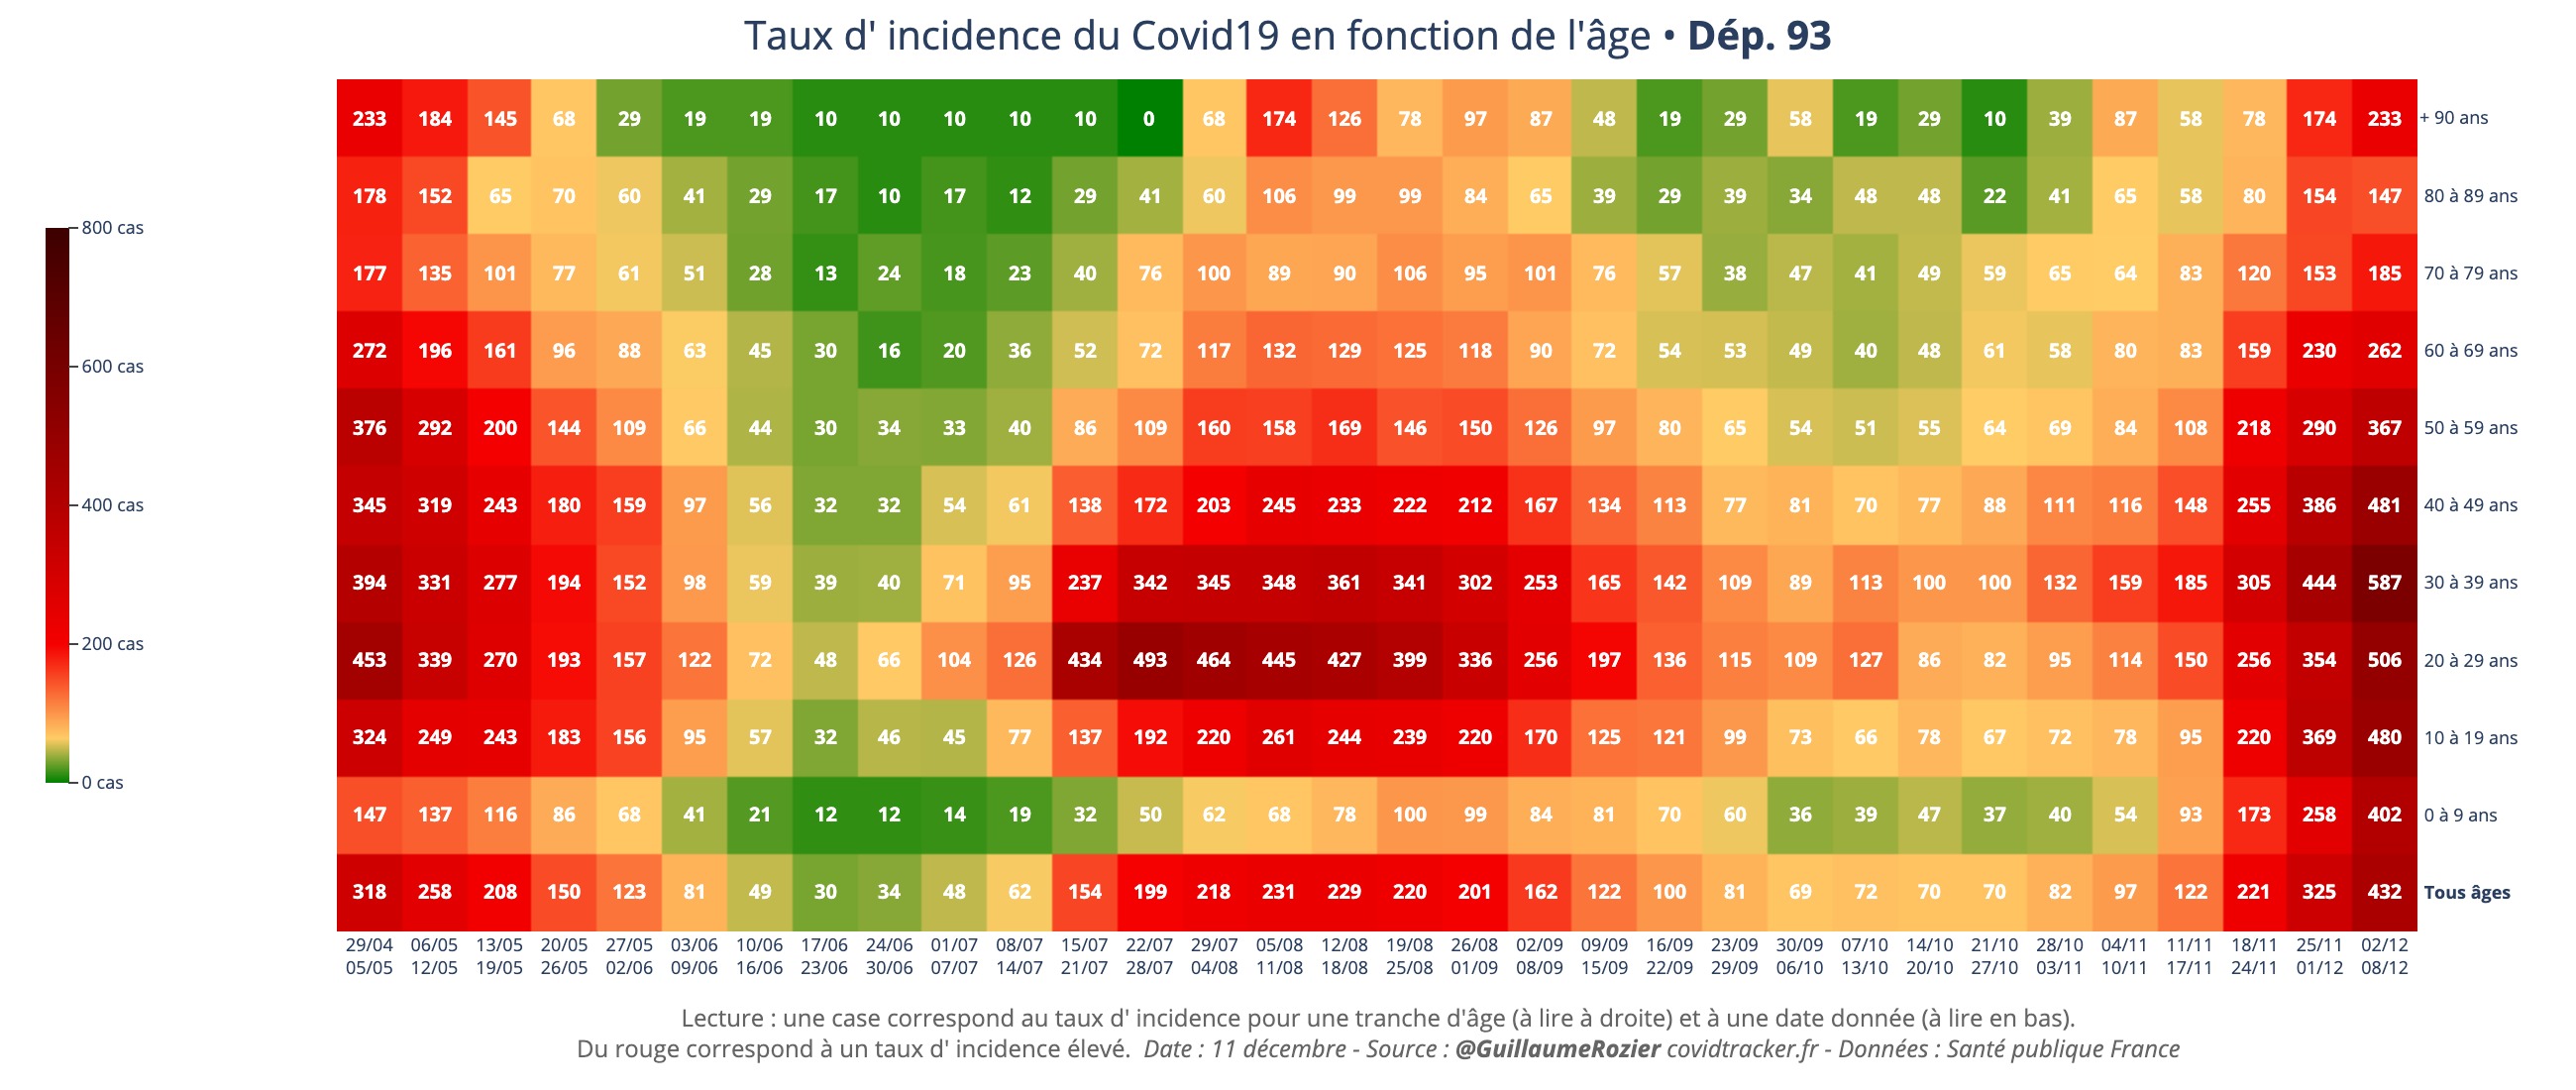 Taux d' incidence du Covid19 en fonction de l'âge • Dép. 93
800 cas
600 cas
400 cas
200 cas
0 cas
233 184 145 68 29 19 19 10 10 10 10 10 0 68 174 126 78 97 87 48 19 29 58 19 29 10 39 87 58 78 174 233 + 90 ans
178 152 65 70 60 41 29 17 10 17 12 29 41 60 106 99 99 84 65 39 29 39 34 48 48 22 41 65 58 80 154 147 80 à 89 ans
177 135 101 77 61 51 28 13 24 18 23 40 76 100 89 90 106 95 101 76 57 38 47 41 49 59 65 64 83 120 153 185 70 à 79 ans
272 196 161 96 88 63 45 30 16 20 36 52 72 117 132 129 125 118 90 72 54 53 49 40 48 61 58 80 83 159 230 262 60 à 69 ans
376 292 200 144 109 66 44 30 34 33 40 86 109 160 158 169 146 150 126 97 80 65 54 51 55 64 69 84 108 218 290 367 50 à 59 ans
345 319 243 180 159 97 56 32 32 54 61 138 172 203 245 233 222 212 167 134 113 77 81 70 77 88 111 116 148 255 386 481 40 à 49 ans
394 331 277 194 152 98 59 39 40 71 95 237 342 345 348 361 341 302 253 165 142 109 89 113 100 100 132 159 185 305 444 587 30 à 39 ans
453 339 270 193 157 122 72 48 66 104 126 434 493 464 445 427 399 336 256 197 136 115 109 127 86 82 95 114 150 256 354 506 20 à 29 ans
324 249 243 183 156 95 57 32 46 45 77 137 192 220 261 244 239 220 170 125 121 99 73 66 78 67 72 78 95 220 369 480 10 à 19 ans
147 137 116 86 68 41 21 12 12 14 19 32 50 62 68 78 100 99 84 81 70 60 36 39 47 37 40 54 93 173 258 402 0 à 9 ans
318 258 208 150 123 81 49 30 34 48 62 154 199 218 231 229 220 201 162 122 100 81 69 72 70 70 82 97 122 221 325 432 Tous âges
29/04 06/05 13/05 20/05 27/05 03/06 10/06 17/06 24/06 01/07 08/07 15/07 22/07 29/07 05/08 12/08 19/08 26/08 02/09 09/09 16/09 23/09 30/09 07/10 14/10 21/10 28/10 04/11 11/11 18/11 25/11 02/12
05/05 12/05 19/05 26/05 02/06 09/06 16/06 23/06 30/06 07/07 14/07 21/07 28/07 04/08 11/08 18/08 25/08 01/09 08/09 15/09 22/09 29/09 06/10 13/10 20/10 27/10 03/11 10/11 17/11 24/11 01/12 08/12
Lecture : une case correspond au taux d' incidence pour une tranche d'âge (à lire à droite) et à une date donnée (à lire en bas).
Du rouge correspond à un taux d' incidence élevé. Date : 11 décembre - Source : @GuillaumeRozier covidtracker.fr - Données : Santé publique France